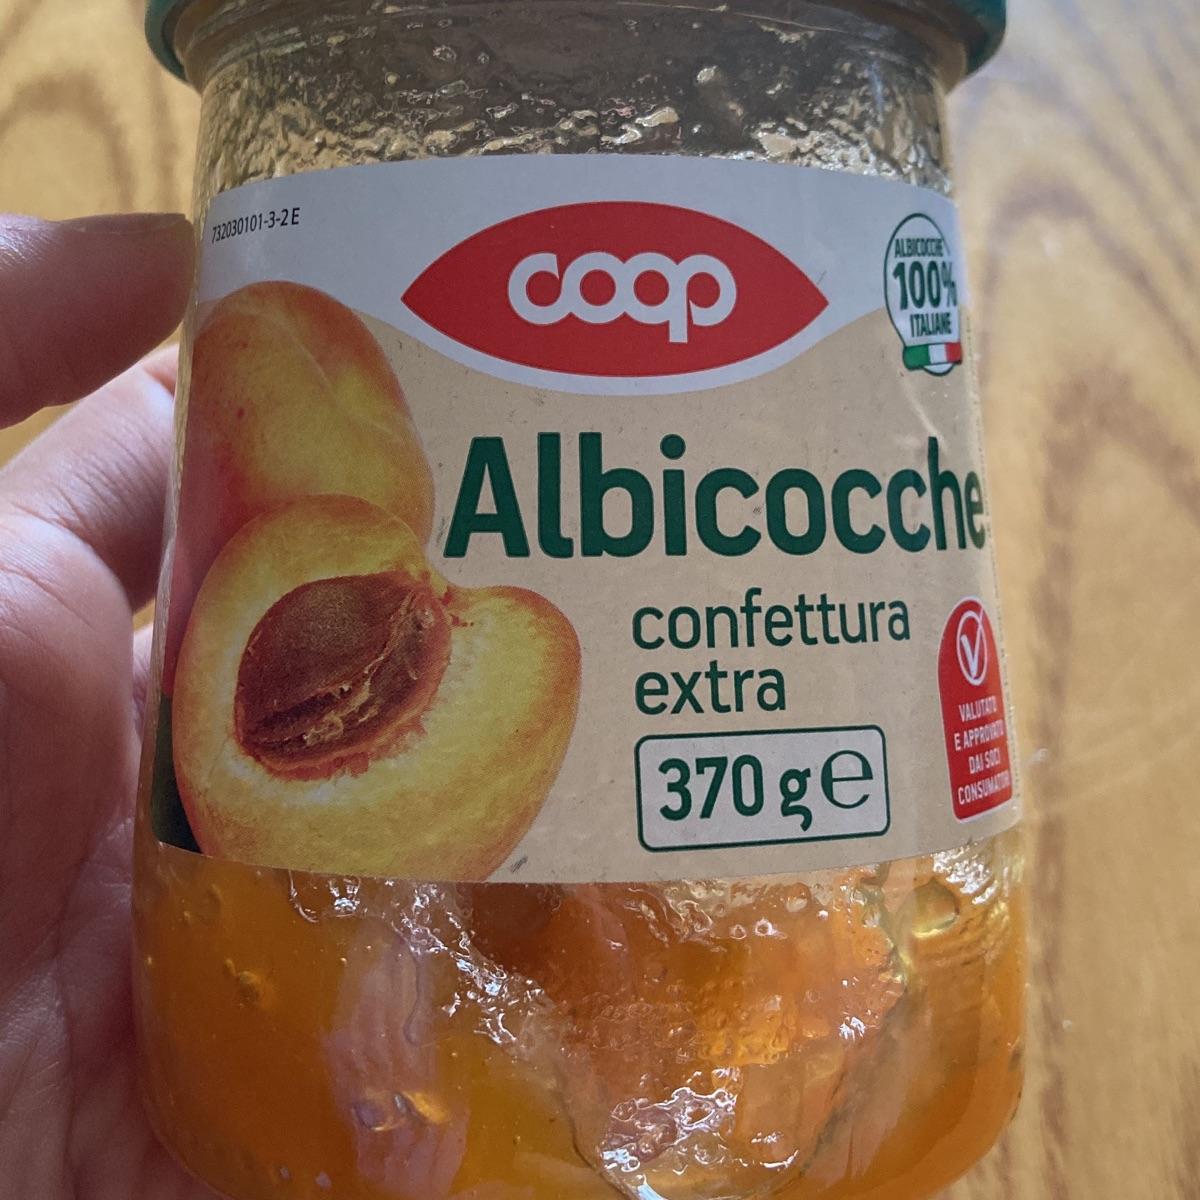 732030101-3-2E
coop
ALBICOCCHE
100%
ITALIANE
Albicocche
confettura
extra
370 g e
VALUTATO
E APPROVATO
DAI SOCI
CONSUMATORI